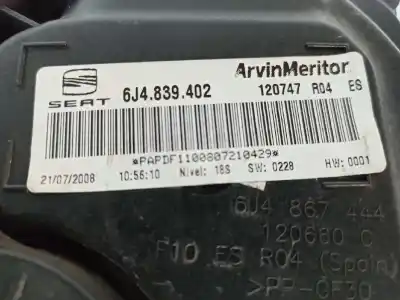 SEAT
6J4.839.402
ArvinMeritor
120747 R04 ES
*PAPDF1100807210429*
21/07/2008 10:56:10 Nivel: 18S SW: 0228 HW: 0001
6J4 867 444
120680 C
F10 ES R04 (Spain)
>PP-GF30